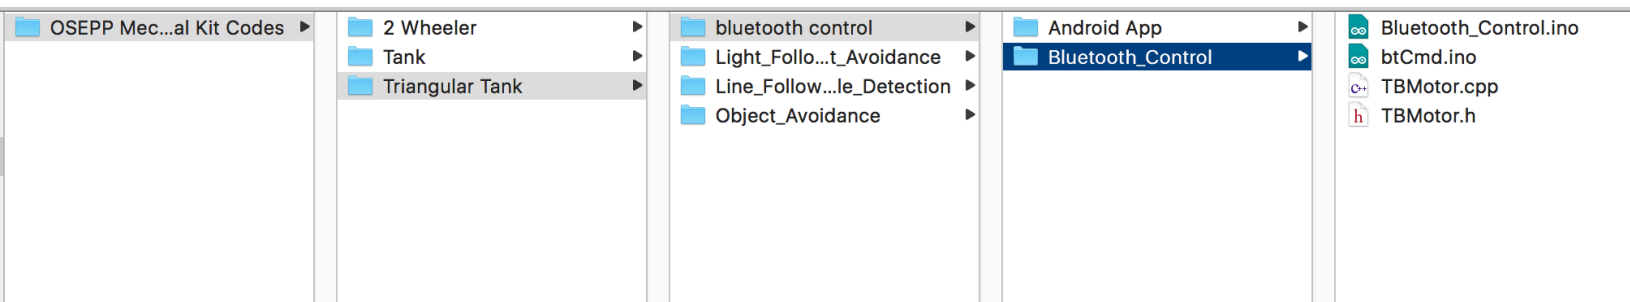 OSEPP Mec...al Kit Codes
2 Wheeler
Tank
Triangular Tank
bluetooth control
Light_Follo...t_Avoidance
Line_Follow...le_Detection
Object_Avoidance
Android App
Bluetooth_Control
Bluetooth_Control.ino
btCmd.ino
C++ TBMotor.cpp
h TBMotor.h